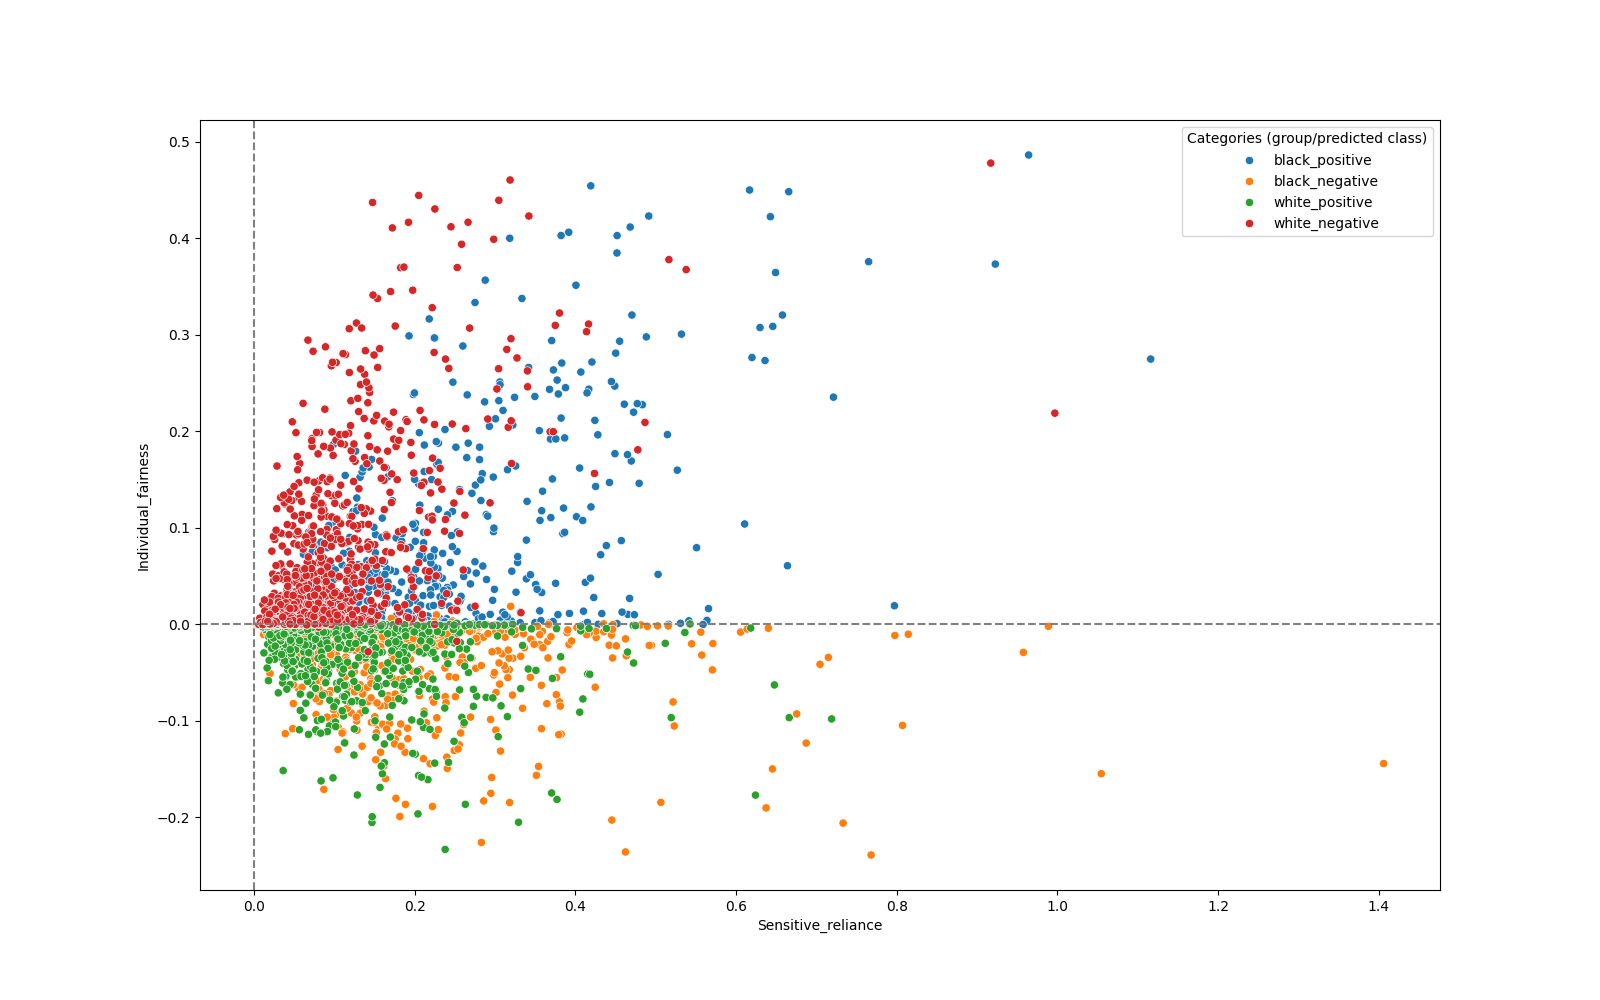 Categories (group/predicted class)
black_positive
black_negative
white_positive
white_negative
0.5
0.4
0.3
0.2
0.1
0.0
−0.1
−0.2
Individual_fairness
0.0 0.2 0.4 0.6 0.8 1.0 1.2 1.4
Sensitive_reliance